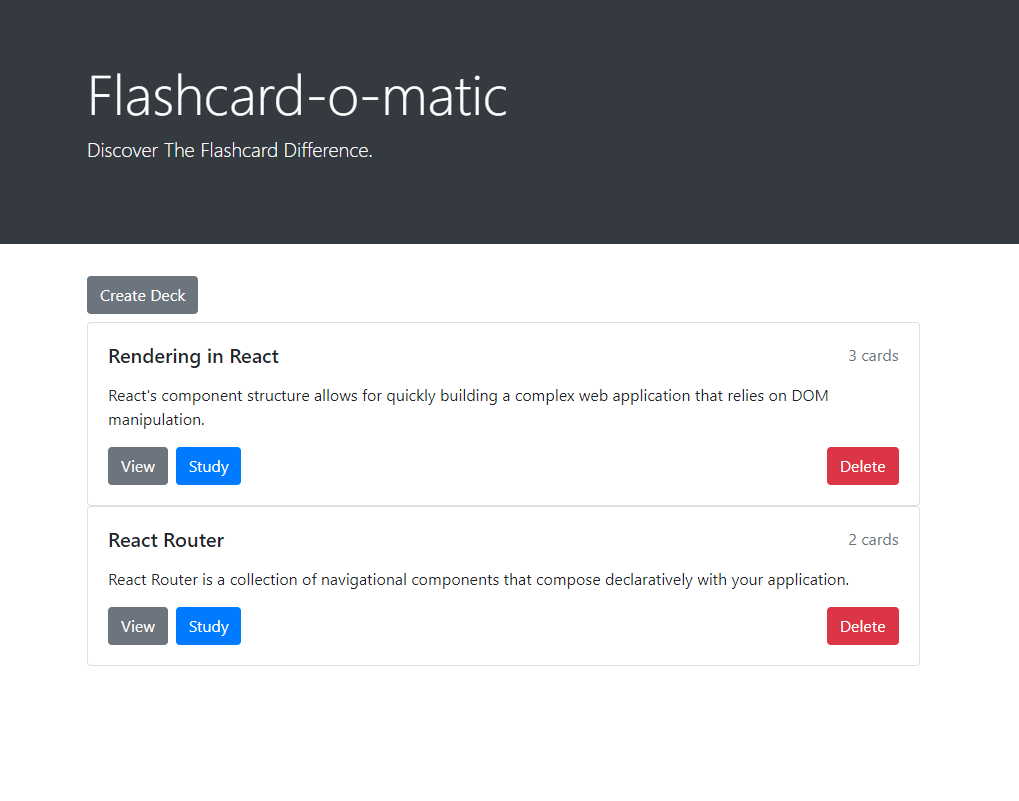 Flashcard-o-matic
Discover The Flashcard Difference.
Create Deck
Rendering in React
3 cards
React's component structure allows for quickly building a complex web application that relies on DOM
manipulation.
View
Study
Delete
React Router
2 cards
React Router is a collection of navigational components that compose declaratively with your application.
View
Study
Delete